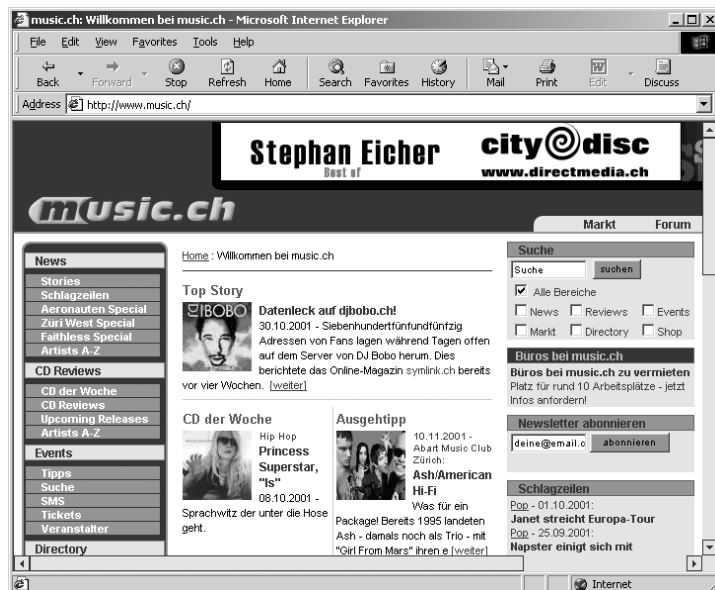 music.ch: Willkommen bei music.ch - Microsoft Internet Explorer
File Edit View Favorites Tools Help
Back Forward Stop Refresh Home Search Favorites History Mail Print Edit Discuss
Address http://www.music.ch/
Stephan Eicher
Best of
city disc
www.directmedia.ch
music.ch
Markt Forum
News
Stories
Schlagzeilen
Aeronauten Special
Züri West Special
Faithless Special
Artists A-Z
CD Reviews
CD der Woche
CD Reviews
Upcoming Releases
Artists A-Z
Events
Tipps
Suche
SMS
Tickets
Veranstalter
Directory
Home : Willkommen bei music.ch
Top Story
DJBOBO
Datenleck auf djbobo.ch!
30.10.2001 - Siebenhundertfünfundfünfzig
Adressen von Fans lagen während Tagen offen
auf dem Server von DJ Bobo herum. Dies
berichtete das Online-Magazin symlink.ch bereits
vor vier Wochen. [weiter]
CD der Woche
Hip Hop
Princess
Superstar,
"Is"
08.10.2001 -
Sprachwitz der unter die Hose
geht.
Ausgehtipp
10.11.2001 -
Abart Music Club
Zürich:
Ash/American
Hi-Fi
Was für ein
Package! Bereits 1995 landeten
Ash - damals noch als Trio - mit
"Girl From Mars" ihren e [weiter]
Suche
Suche suchen
Alle Bereiche
News Reviews Events
Markt Directory Shop
Büros bei music.ch
Büros bei music.ch zu vermieten
Platz für rund 10 Arbeitsplätze - jetzt
Infos anfordern!
Newsletter abonnieren
deine@email.c abonnieren
Schlagzeilen
Pop - 01.10.2001:
Janet streicht Europa-Tour
Pop - 25.09.2001:
Napster einigt sich mit
Internet